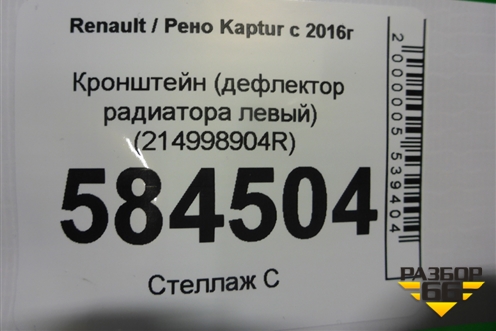 Renault / Рено Kaptur с 2016г
Кронштейн (дефлектор
радиатора левый)
(214998904R)
584504
Стеллаж С
2000005539404
РАЗБОР
66